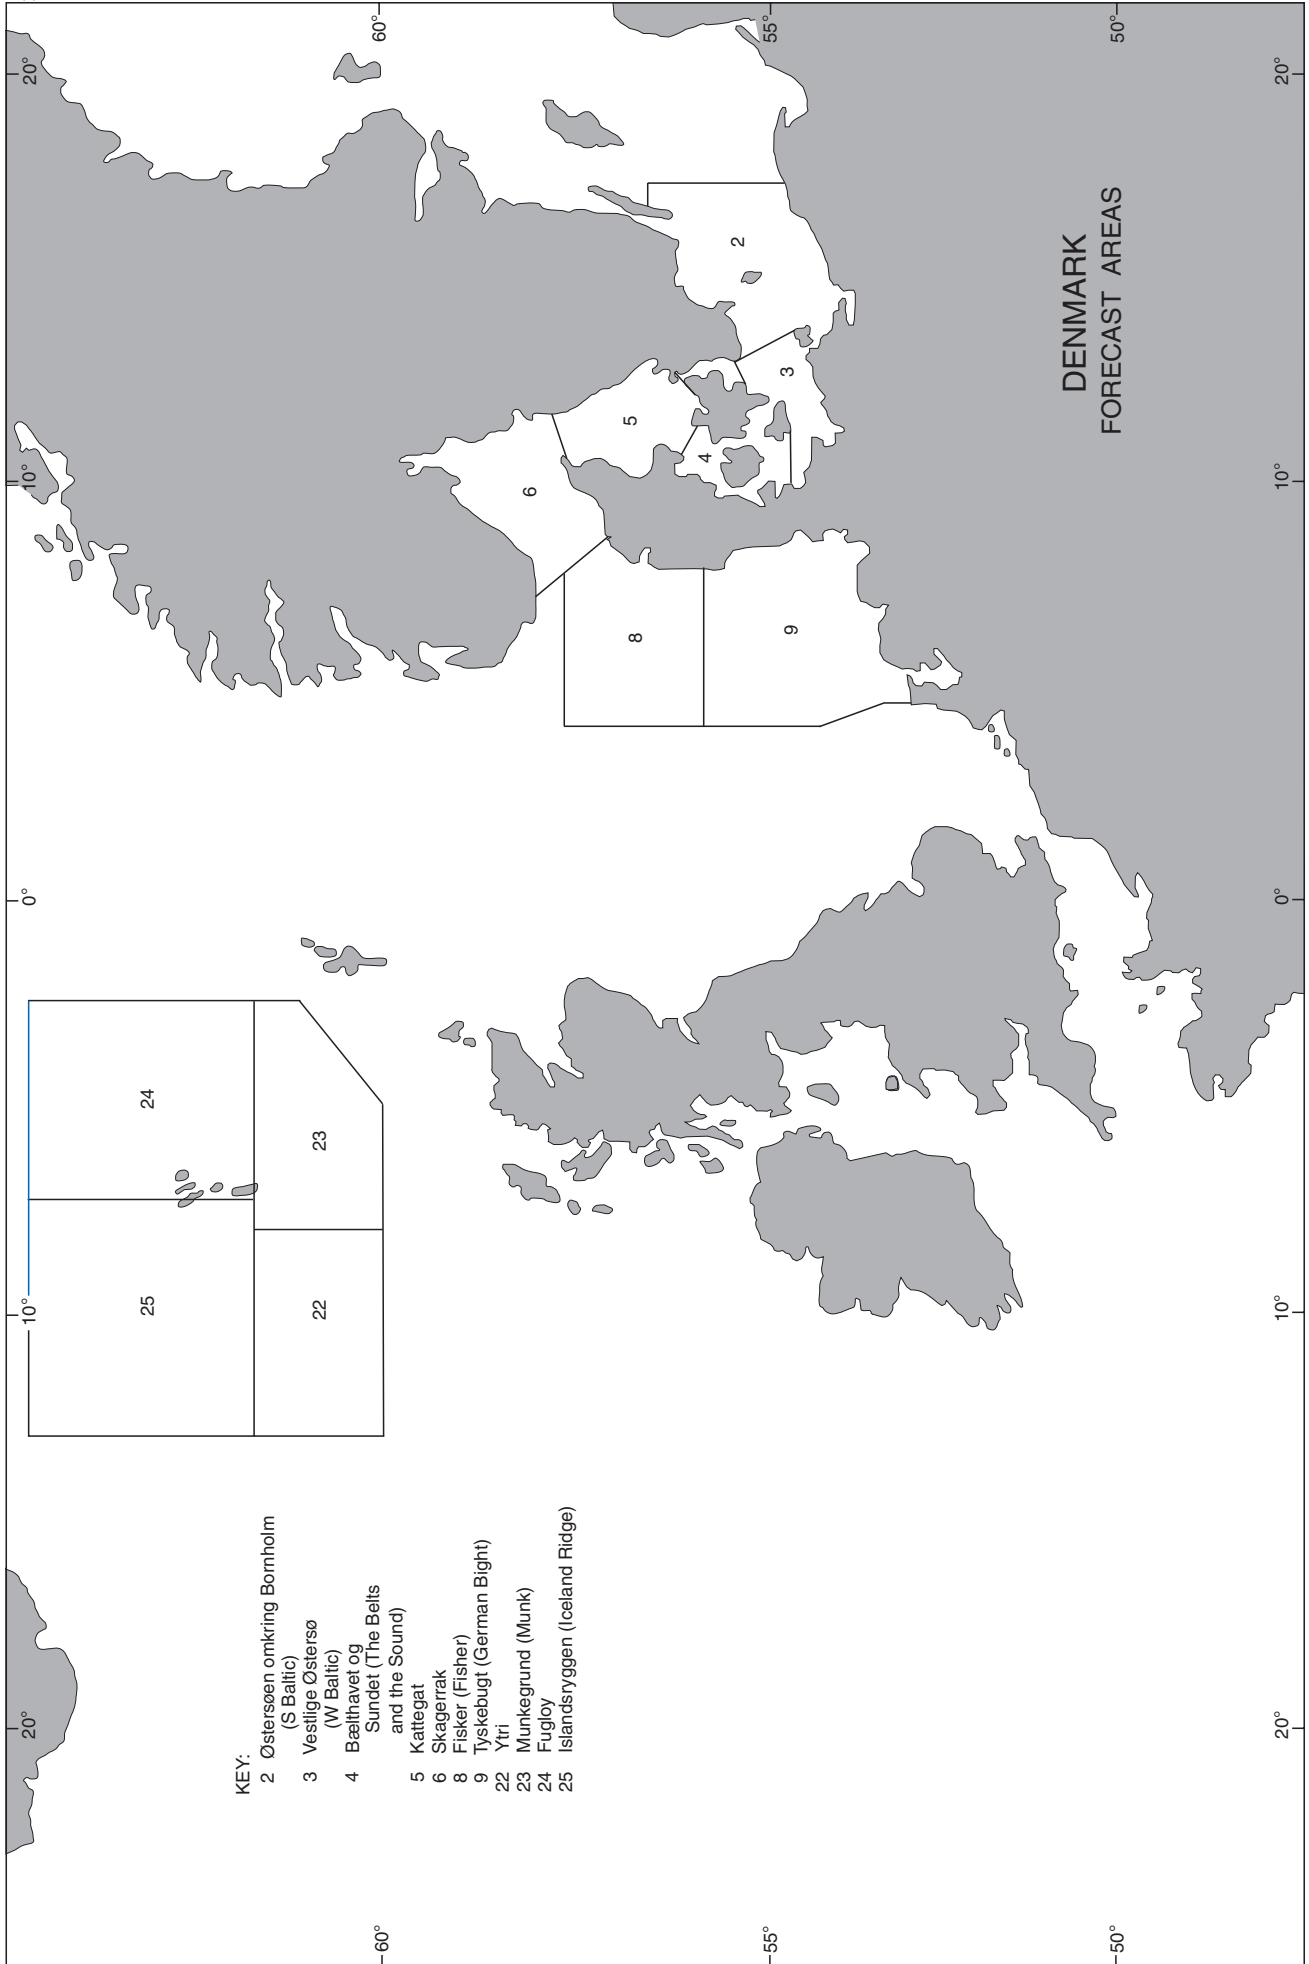 DENMARK
FORECAST AREAS
20°
10°
0°
10°
20°
60°
60°
55°
55°
50°
50°
20°
10°
0°
10°
20°
25
24
22
23
6
5
8
4
2
3
9
KEY:
2 Østersøen omkring Bornholm
(S Baltic)
3 Vestlige Østersø
(W Baltic)
4 Bælthavet og
Sundet (The Belts
and the Sound)
5 Kattegat
6 Skagerrak
8 Fisker (Fisher)
9 Tyskebugt (German Bight)
22 Ytri
23 Munkegrund (Munk)
24 Fugloy
25 Islandsryggen (Iceland Ridge)